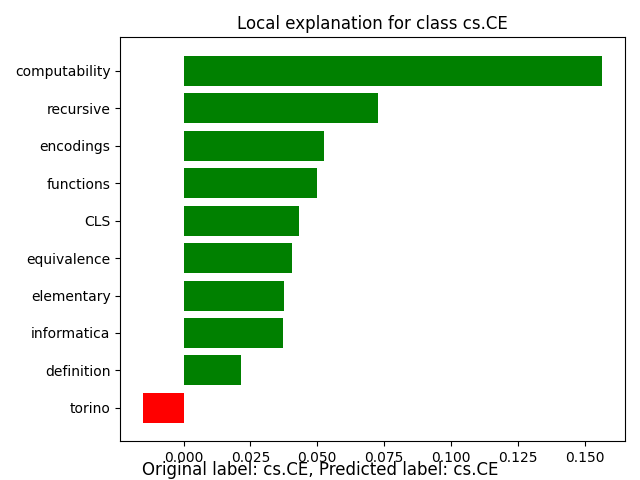 Local explanation for class cs.CE
computability
recursive
encodings
functions
CLS
equivalence
elementary
informatica
definition
torino
0.000 0.025 0.050 0.075 0.100 0.125 0.150
Original label: cs.CE, Predicted label: cs.CE